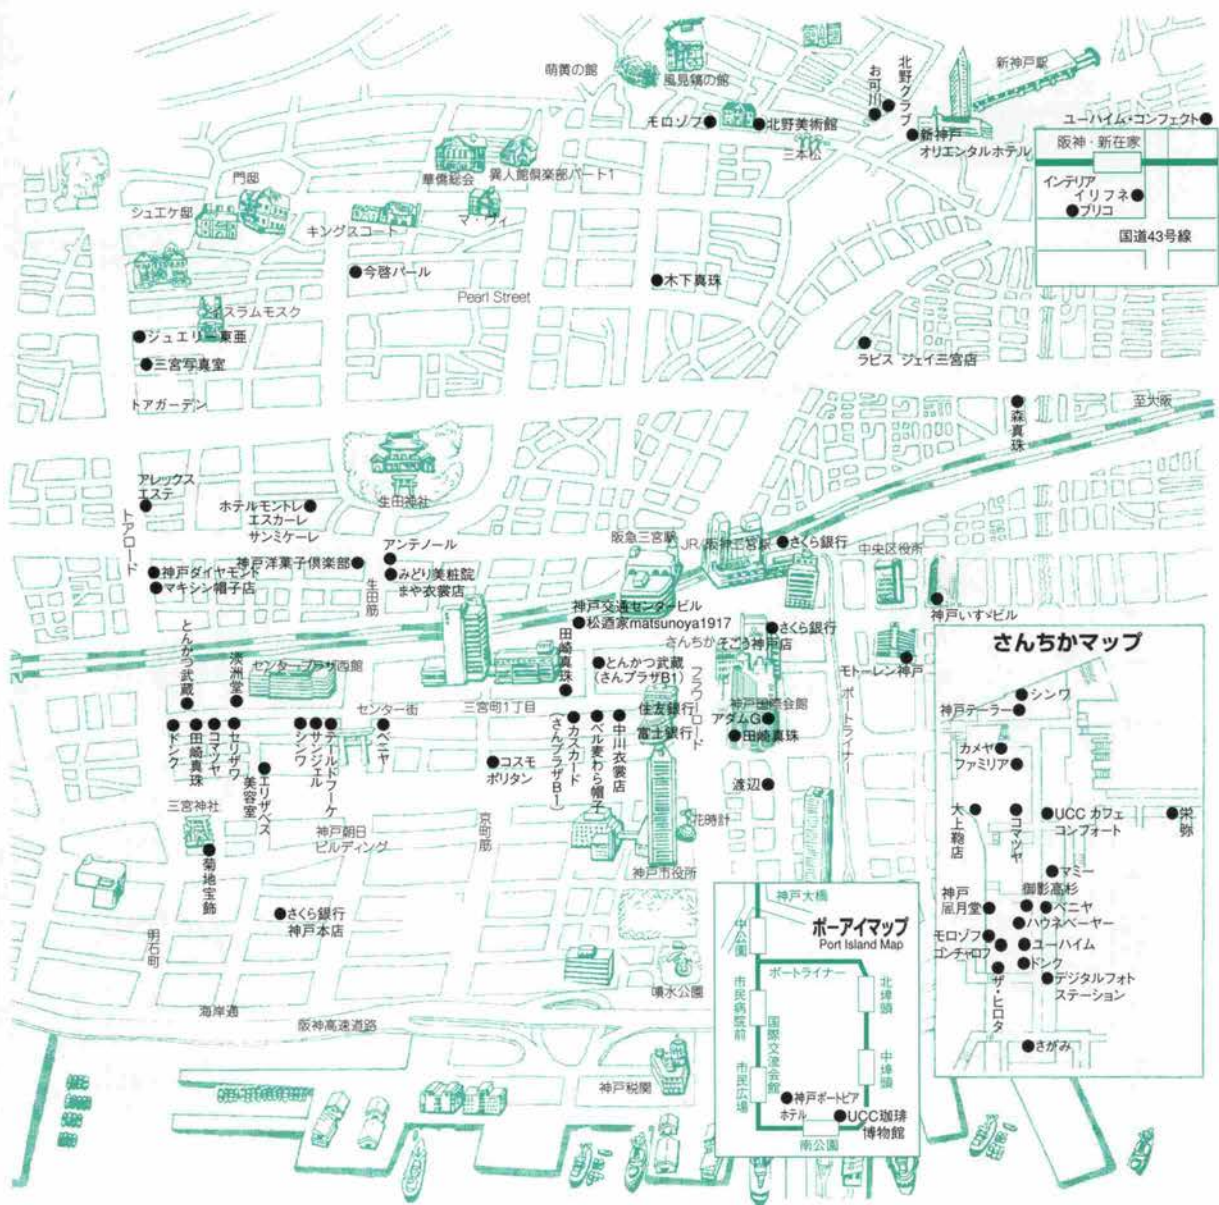 萌黄の館
風見鶏の館
お可川
北野グラブ
新神戸駅
モロゾフ
北野美術館
三本松
新神戸
オリエンタルホテル
ユーハイム・コンフェクト
阪神・新在家
インテリア
イリフネ
ブリコ
国道43号線
門邸
シュエケ邸
華僑総会
異人館倶楽部パート1
キングスコート
マ・ヴィ
今啓パール
Pearl Street
木下真珠
イスラムモスク
ジュエリー東亜
三宮写真室
トアガーデン
ラピス ジェイ三宮店
森真珠
至大阪
アレックス
エステ
トアロード
ホテルモントレ
エスカーレ
サンミケーレ
生田神社
阪急三宮駅
JR/阪神三宮駅
さくら銀行
中央区役所
アンテノール
神戸洋菓子倶楽部
みどり美粧院
まや衣裳店
生田筋
神戸ダイヤモンド
マキシン帽子店
神戸交通センタービル
松酒家matsunoya1917
さんちか
そごう神戸店
さくら銀行
神戸いすゞビル
モトーレン神戸
とんかつ武蔵
澳洲堂
センタープラザ西館
田崎真珠
とんかつ武蔵
(さんプラザB1)
フラワーロード
ポートライナー
三宮町1丁目
センター街
住友銀行
富士銀行
神戸国際会館
アダムG
田崎真珠
ドンク
田崎真珠
コマツヤ
セリザワ
シンワ
サンジェル
テールドフーケ
ベニヤ
カスカード
(さんプラザB1)
ベル麦わら帽子
中川衣裳店
コスモ
ポリタン
エリザベス
美容室
渡辺
三宮神社
神戸朝日
ビルディング
京町筋
花時計
神戸市役所
菊地宝飾
さくら銀行
神戸本店
明石町
海岸通
阪神高速道路
噴水公園
神戸税関
さんちかマップ
シンワ
神戸テーラー
カメヤ
ファミリア
大上鞄店
コマツヤ
UCC カフェ
コンフォート
栄弥
マミー
御影高杉
神戸
凮月堂
ベニヤ
ハウネベーヤー
モロゾフ
ゴンチャロフ
ユーハイム
ドンク
ザ・ヒロタ
デジタルフォト
ステーション
さがみ
神戸大橋
ポーアイマップ
Port Island Map
中公園
ポートライナー
市民病院前
国際交流会館
北埠頭
市民広場
中埠頭
神戸ポートピア
ホテル
UCC珈琲
博物館
南公園